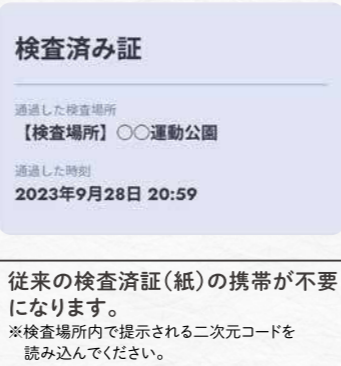 検査済み証
通過した検査場所
【検査場所】○○運動公園
通過した時刻
2023年9月28日 20:59
従来の検査済証(紙)の携帯が不要
になります。
※検査場所内で提示される二次元コードを
読み込んでください。